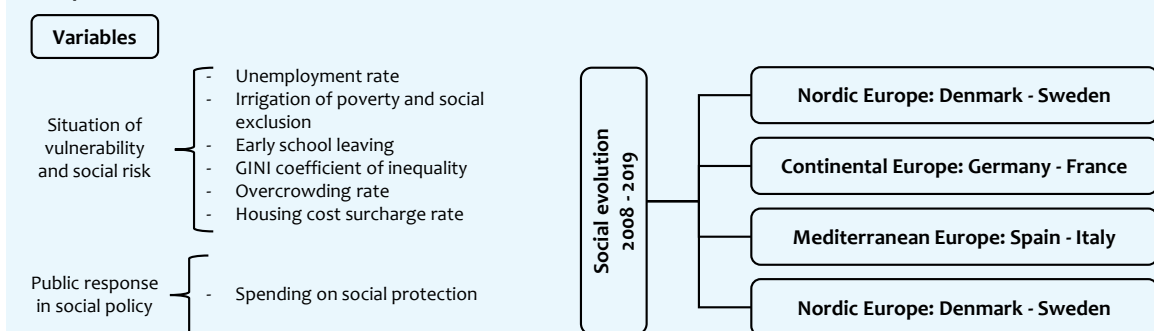 Variables
Situation of
vulnerability
and social risk
- Unemployment rate
- Irrigation of poverty and social
exclusion
- Early school leaving
- GINI coefficient of inequality
- Overcrowding rate
- Housing cost surcharge rate
Public response
in social policy
- Spending on social protection
Social evolution
2008 - 2019
Nordic Europe: Denmark - Sweden
Continental Europe: Germany - France
Mediterranean Europe: Spain - Italy
Nordic Europe: Denmark - Sweden